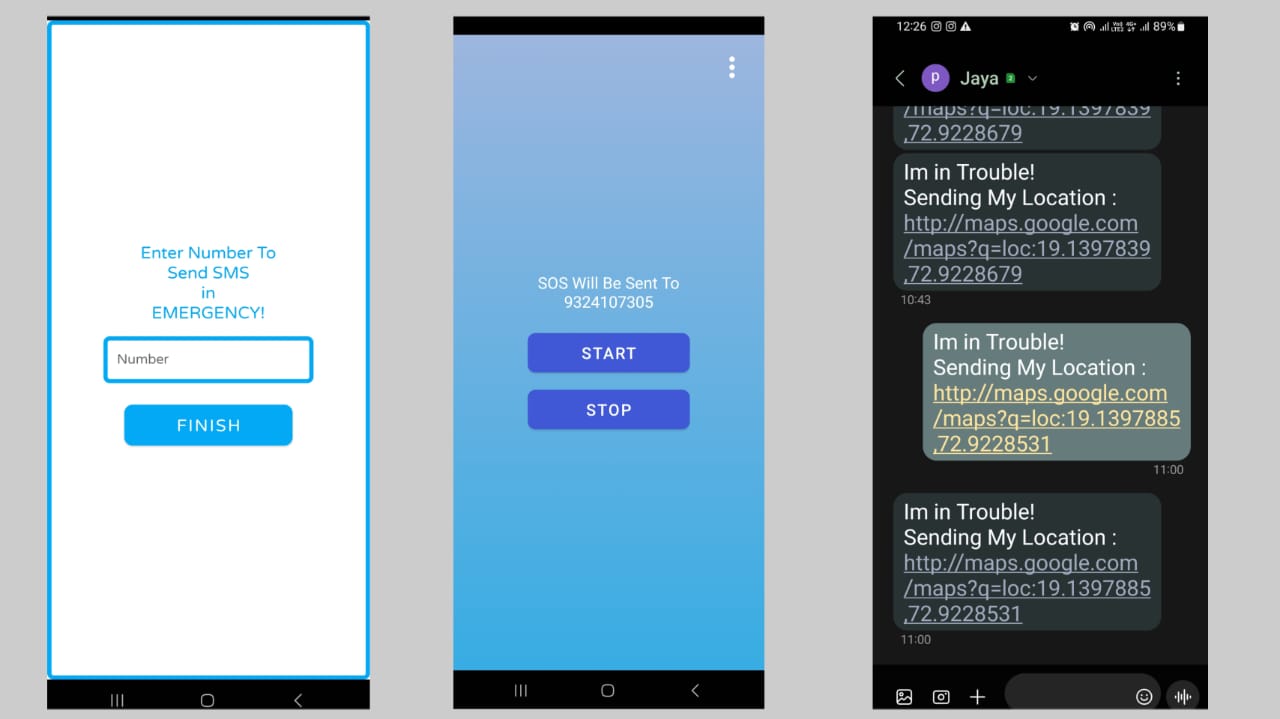 Enter Number To
Send SMS
in
EMERGENCY!
Number
FINISH
SOS Will Be Sent To
9324107305
START
STOP
12:26
89%
p
Jaya 2
/maps?q=loc:19.1397839
,72.9228679
Im in Trouble!
Sending My Location :
http://maps.google.com
/maps?q=loc:19.1397839
,72.9228679
10:43
Im in Trouble!
Sending My Location :
http://maps.google.com
/maps?q=loc:19.1397885
,72.9228531
11:00
Im in Trouble!
Sending My Location :
http://maps.google.com
/maps?q=loc:19.1397885
,72.9228531
11:00